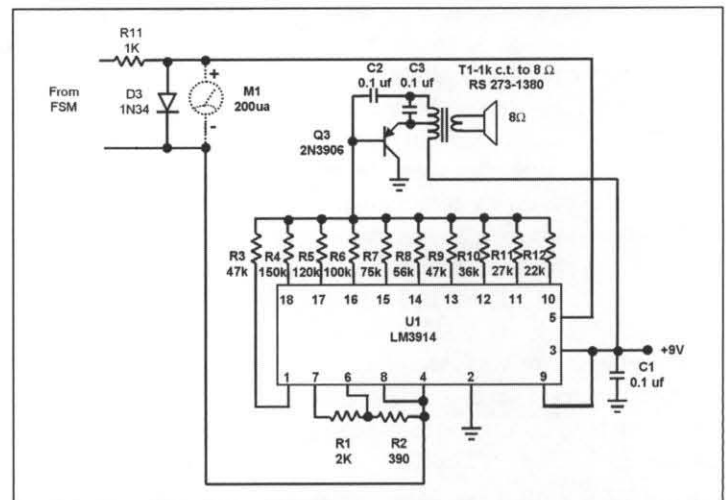 R11
1K
From
FSM
D3
1N34
+
M1
200ua
-
C2
0.1 uf
C3
0.1 uf
T1-1k c.t. to 8 Ω
RS 273-1380
8Ω
Q3
2N3906
R3
47k
R4
150k
R5
120k
R6
100k
R7
75k
R8
56k
R9
47k
R10
36k
R11
27k
R12
22k
18 17 16 15 14 13 12 11 10
U1
LM3914
5
3
9
+9V
C1
0.1 uf
1 7 6 8 4 2
R1
2K
R2
390